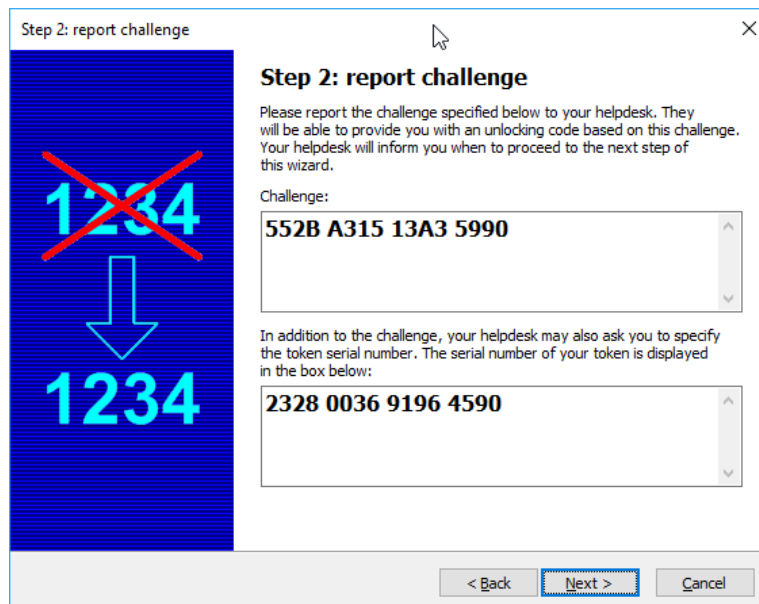 Step 2: report challenge
Step 2: report challenge
Please report the challenge specified below to your helpdesk. They
will be able to provide you with an unlocking code based on this challenge.
Your helpdesk will inform you when to proceed to the next step of
this wizard.
Challenge:
552B A315 13A3 5990
In addition to the challenge, your helpdesk may also ask you to specify
the token serial number. The serial number of your token is displayed
in the box below:
2328 0036 9196 4590
1234
1234
< Back
Next >
Cancel